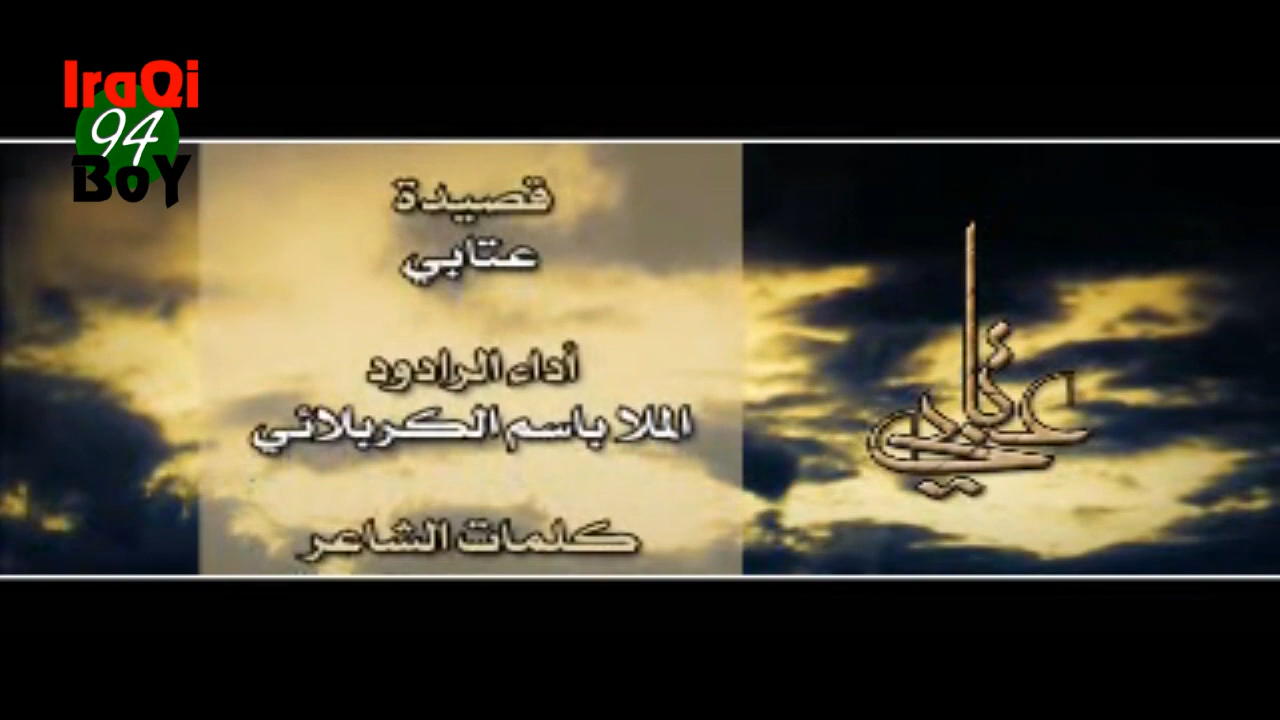 IraQi
94
BoY
قصيدة
عتابي
أداء الرادود
الملا باسم الكربلائي
كلمات الشاعر
عتابي